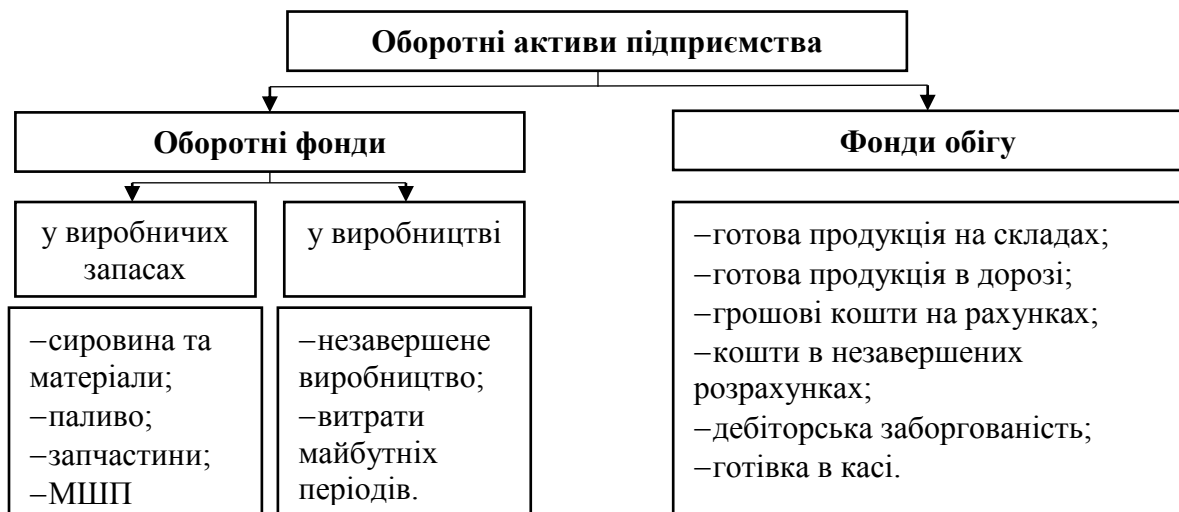 Оборотні активи підприємства
Оборотні фонди
Фонди обігу
у виробничих
запасах
у виробництві
–сировина та
матеріали;
–паливо;
–запчастини;
–МШП
–незавершене
виробництво;
–витрати
майбутніх
періодів.
–готова продукція на складах;
–готова продукція в дорозі;
–грошові кошти на рахунках;
–кошти в незавершених
розрахунках;
–дебіторська заборгованість;
–готівка в касі.